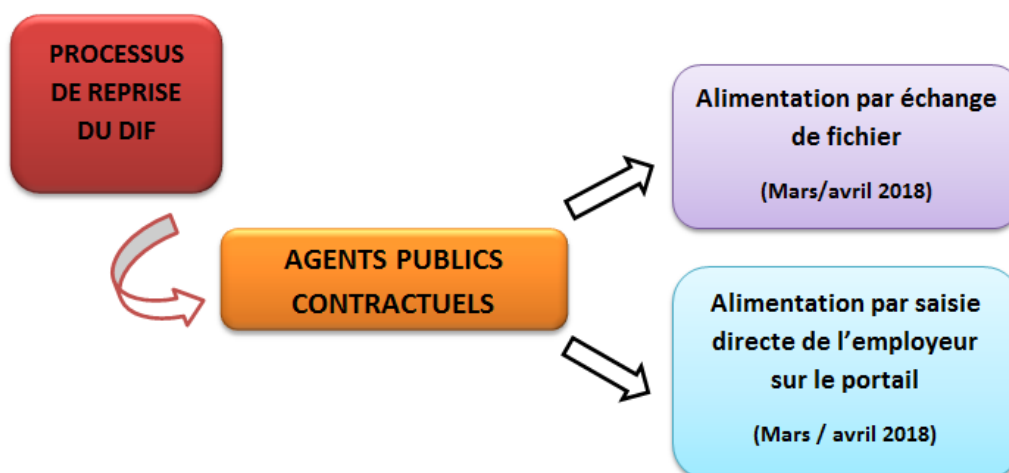 PROCESSUS
DE REPRISE
DU DIF
AGENTS PUBLICS
CONTRACTUELS
Alimentation par échange
de fichier
(Mars/avril 2018)
Alimentation par saisie
directe de l’employeur
sur le portail
(Mars / avril 2018)